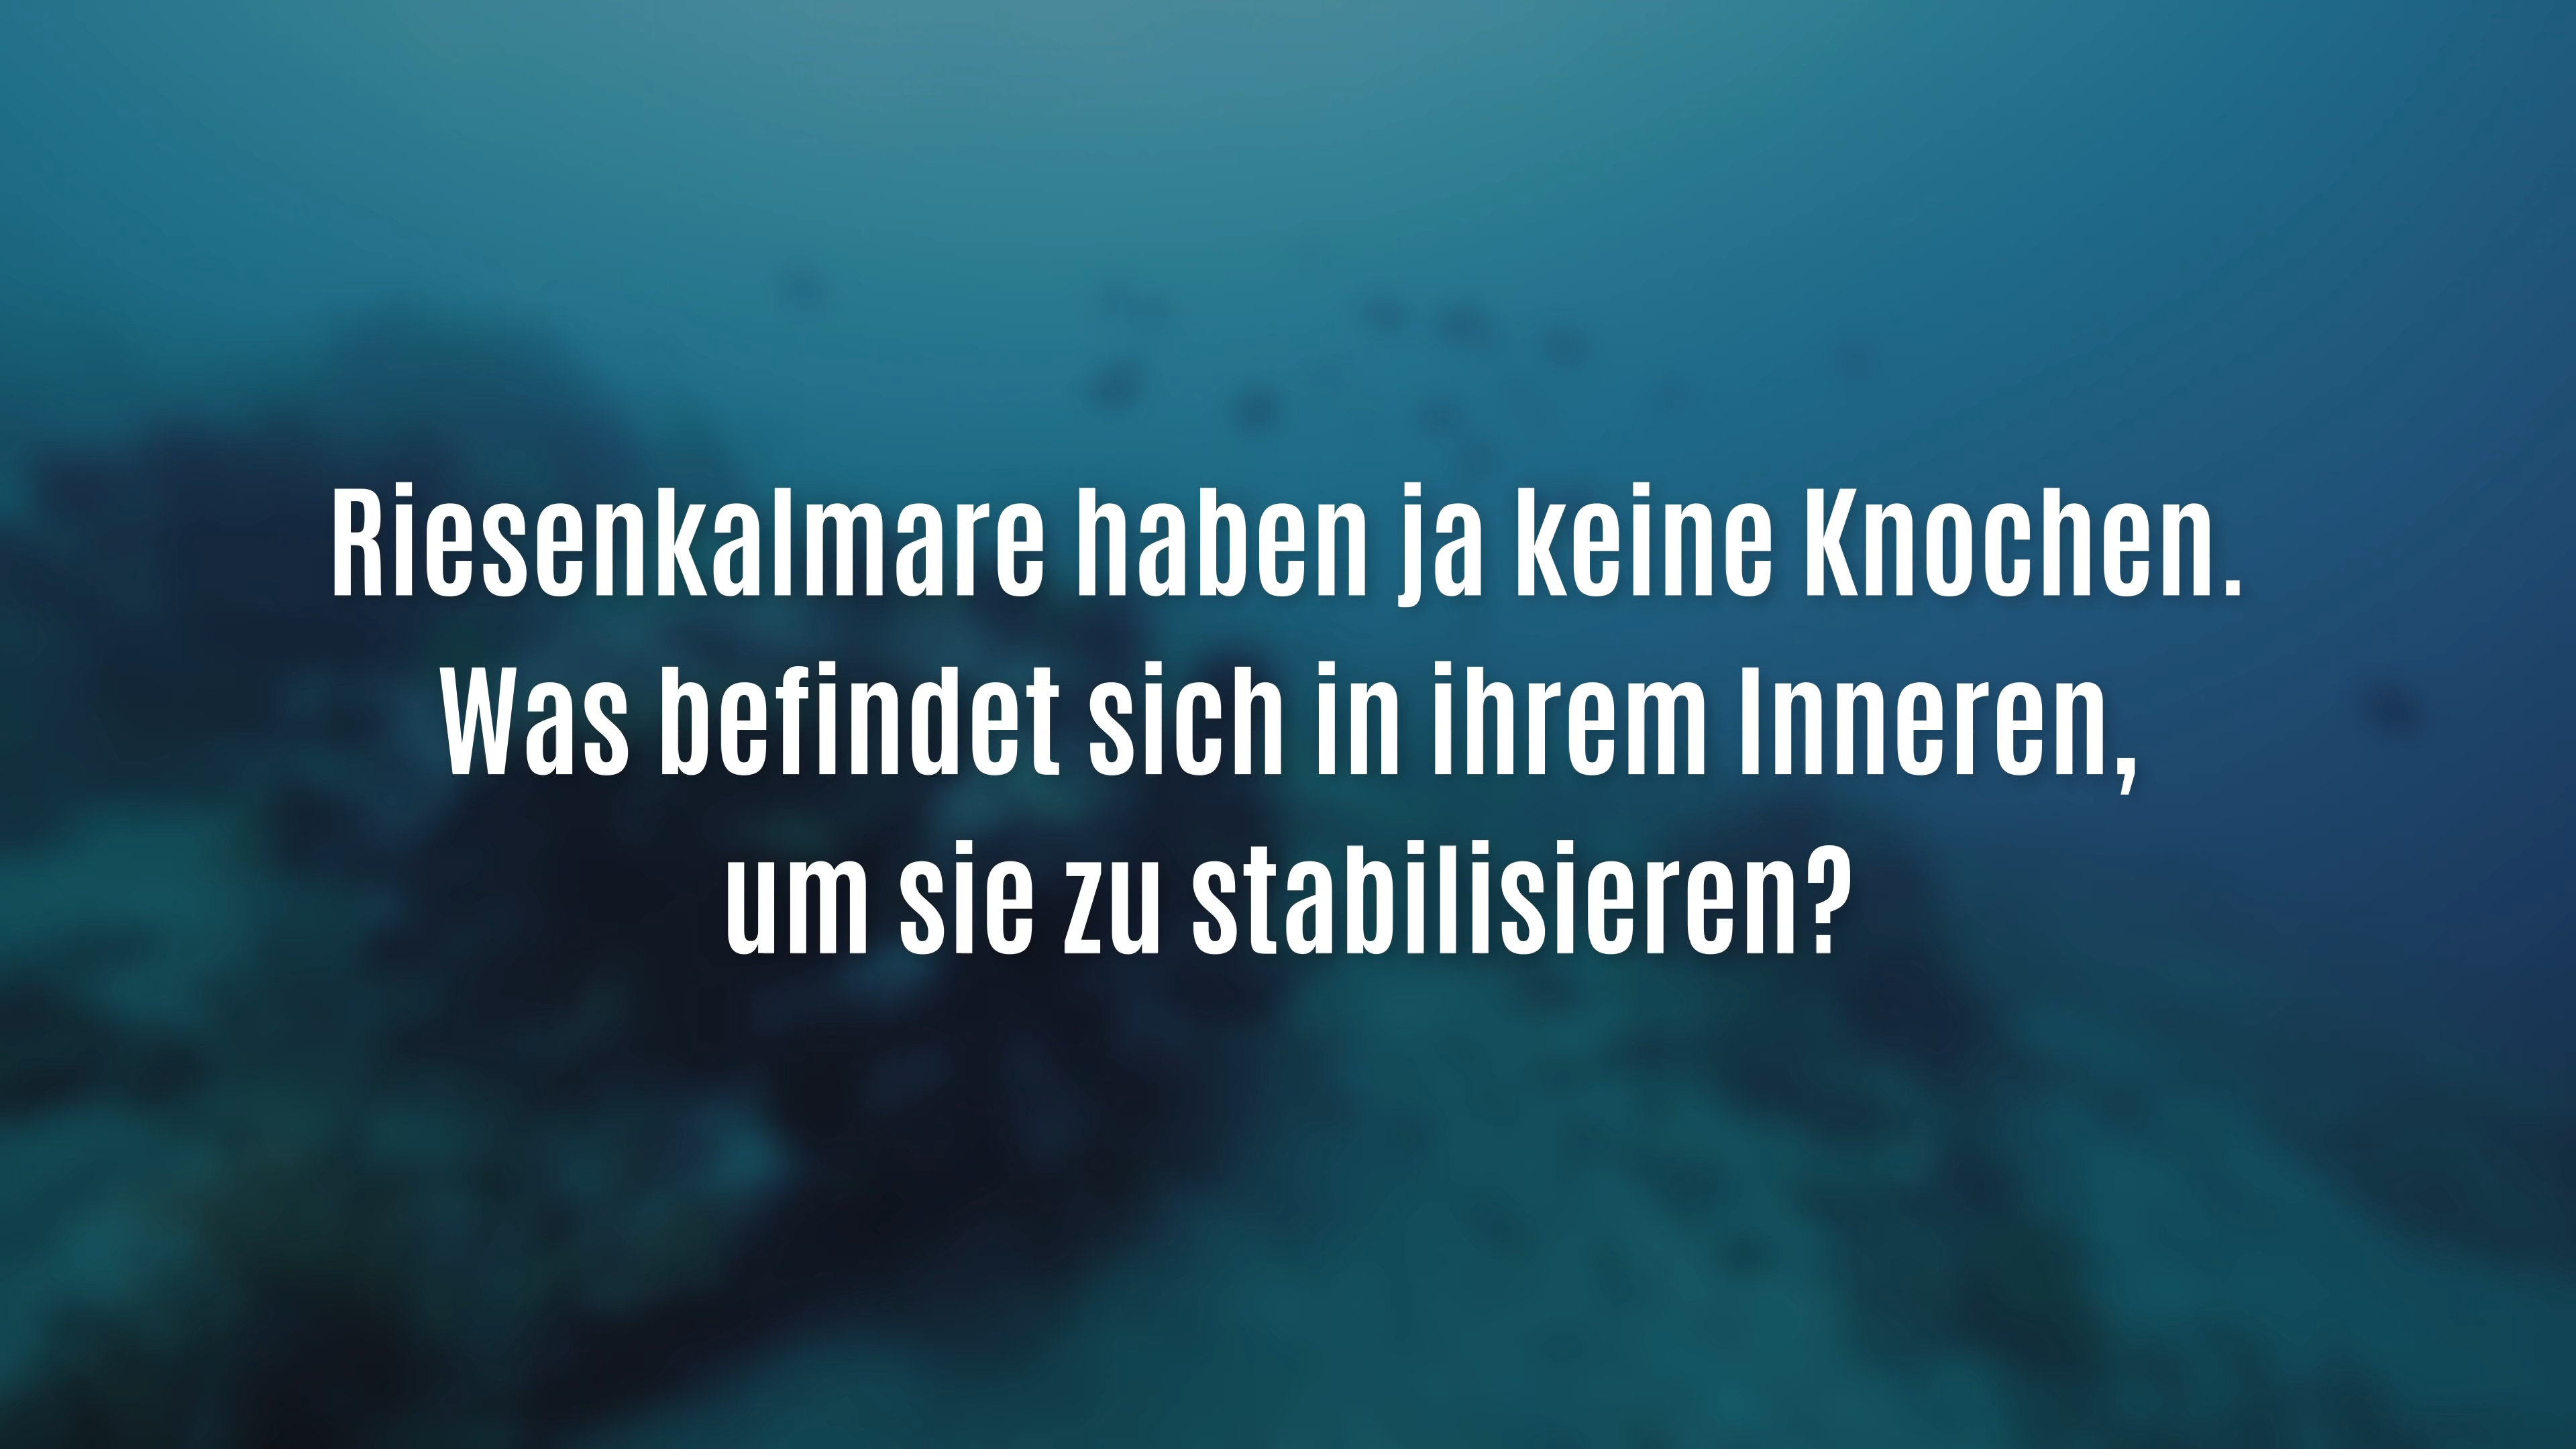 Riesenkalmare haben ja keine Knochen.
Was befindet sich in ihrem Inneren,
um sie zu stabilisieren?